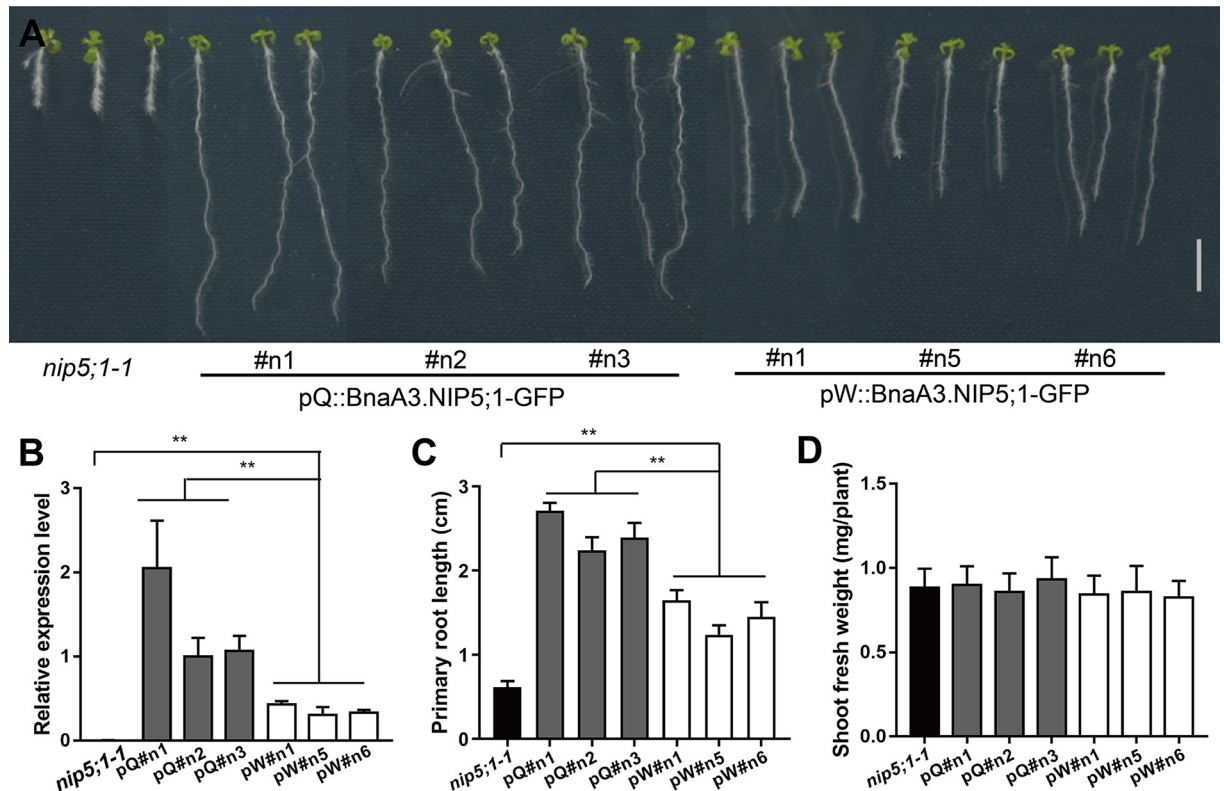 A
nip5;1-1
#n1 #n2 #n3 #n1 #n5 #n6
pQ::BnaA3.NIP5;1-GFP pW::BnaA3.NIP5;1-GFP
B
**
**
Relative expression level
3
2
1
0
nip5;1-1 pQ#n1 pQ#n2 pQ#n3 pW#n1 pW#n5 pW#n6
C
**
**
Primary root length (cm)
3
2
1
0
nip5;1-1 pQ#n1 pQ#n2 pQ#n3 pW#n1 pW#n5 pW#n6
D
Shoot fresh weight (mg/plant)
1.5
1.0
0.5
0.0
nip5;1-1 pQ#n1 pQ#n2 pQ#n3 pW#n1 pW#n5 pW#n6